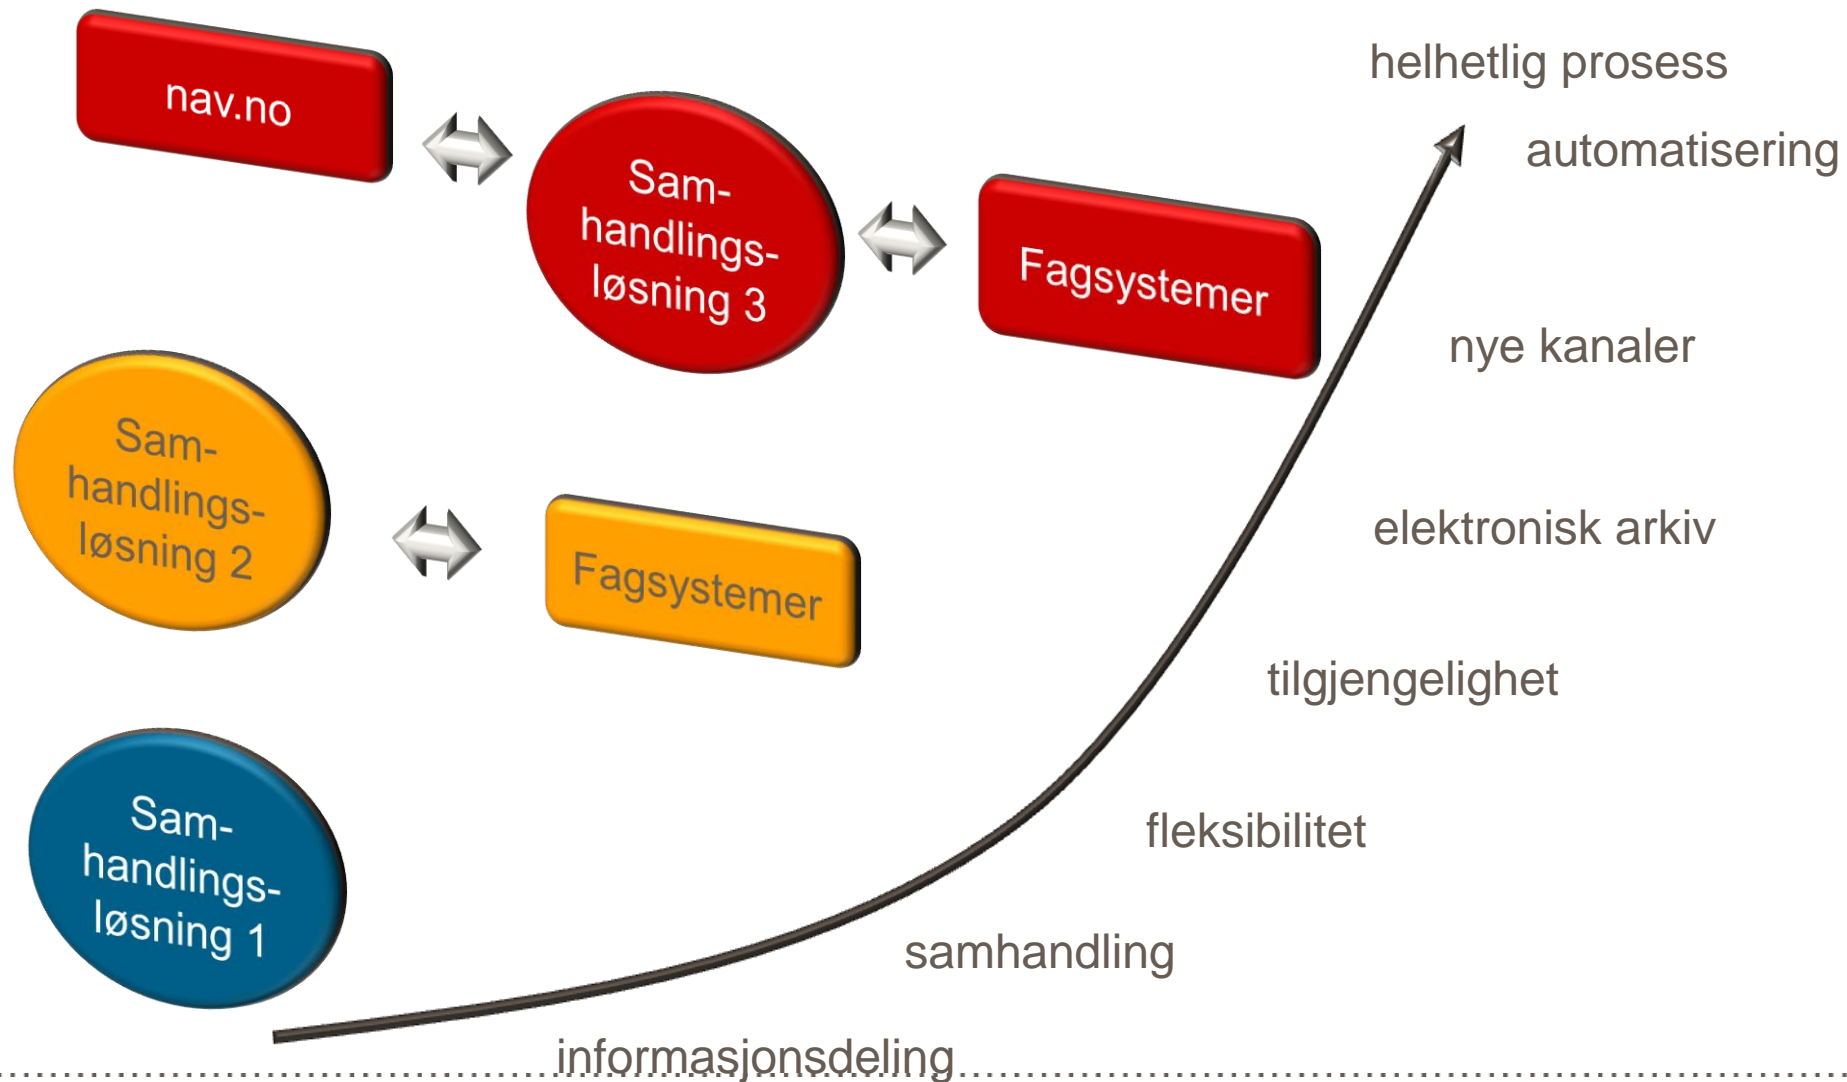 helhetlig prosess
nav.no
automatisering
Sam-
handlings-
løsning 3
Fagsystemer
nye kanaler
Sam-
handlings-
løsning 2
Fagsystemer
elektronisk arkiv
tilgjengelighet
Sam-
handlings-
løsning 1
fleksibilitet
samhandling
informasjonsdeling